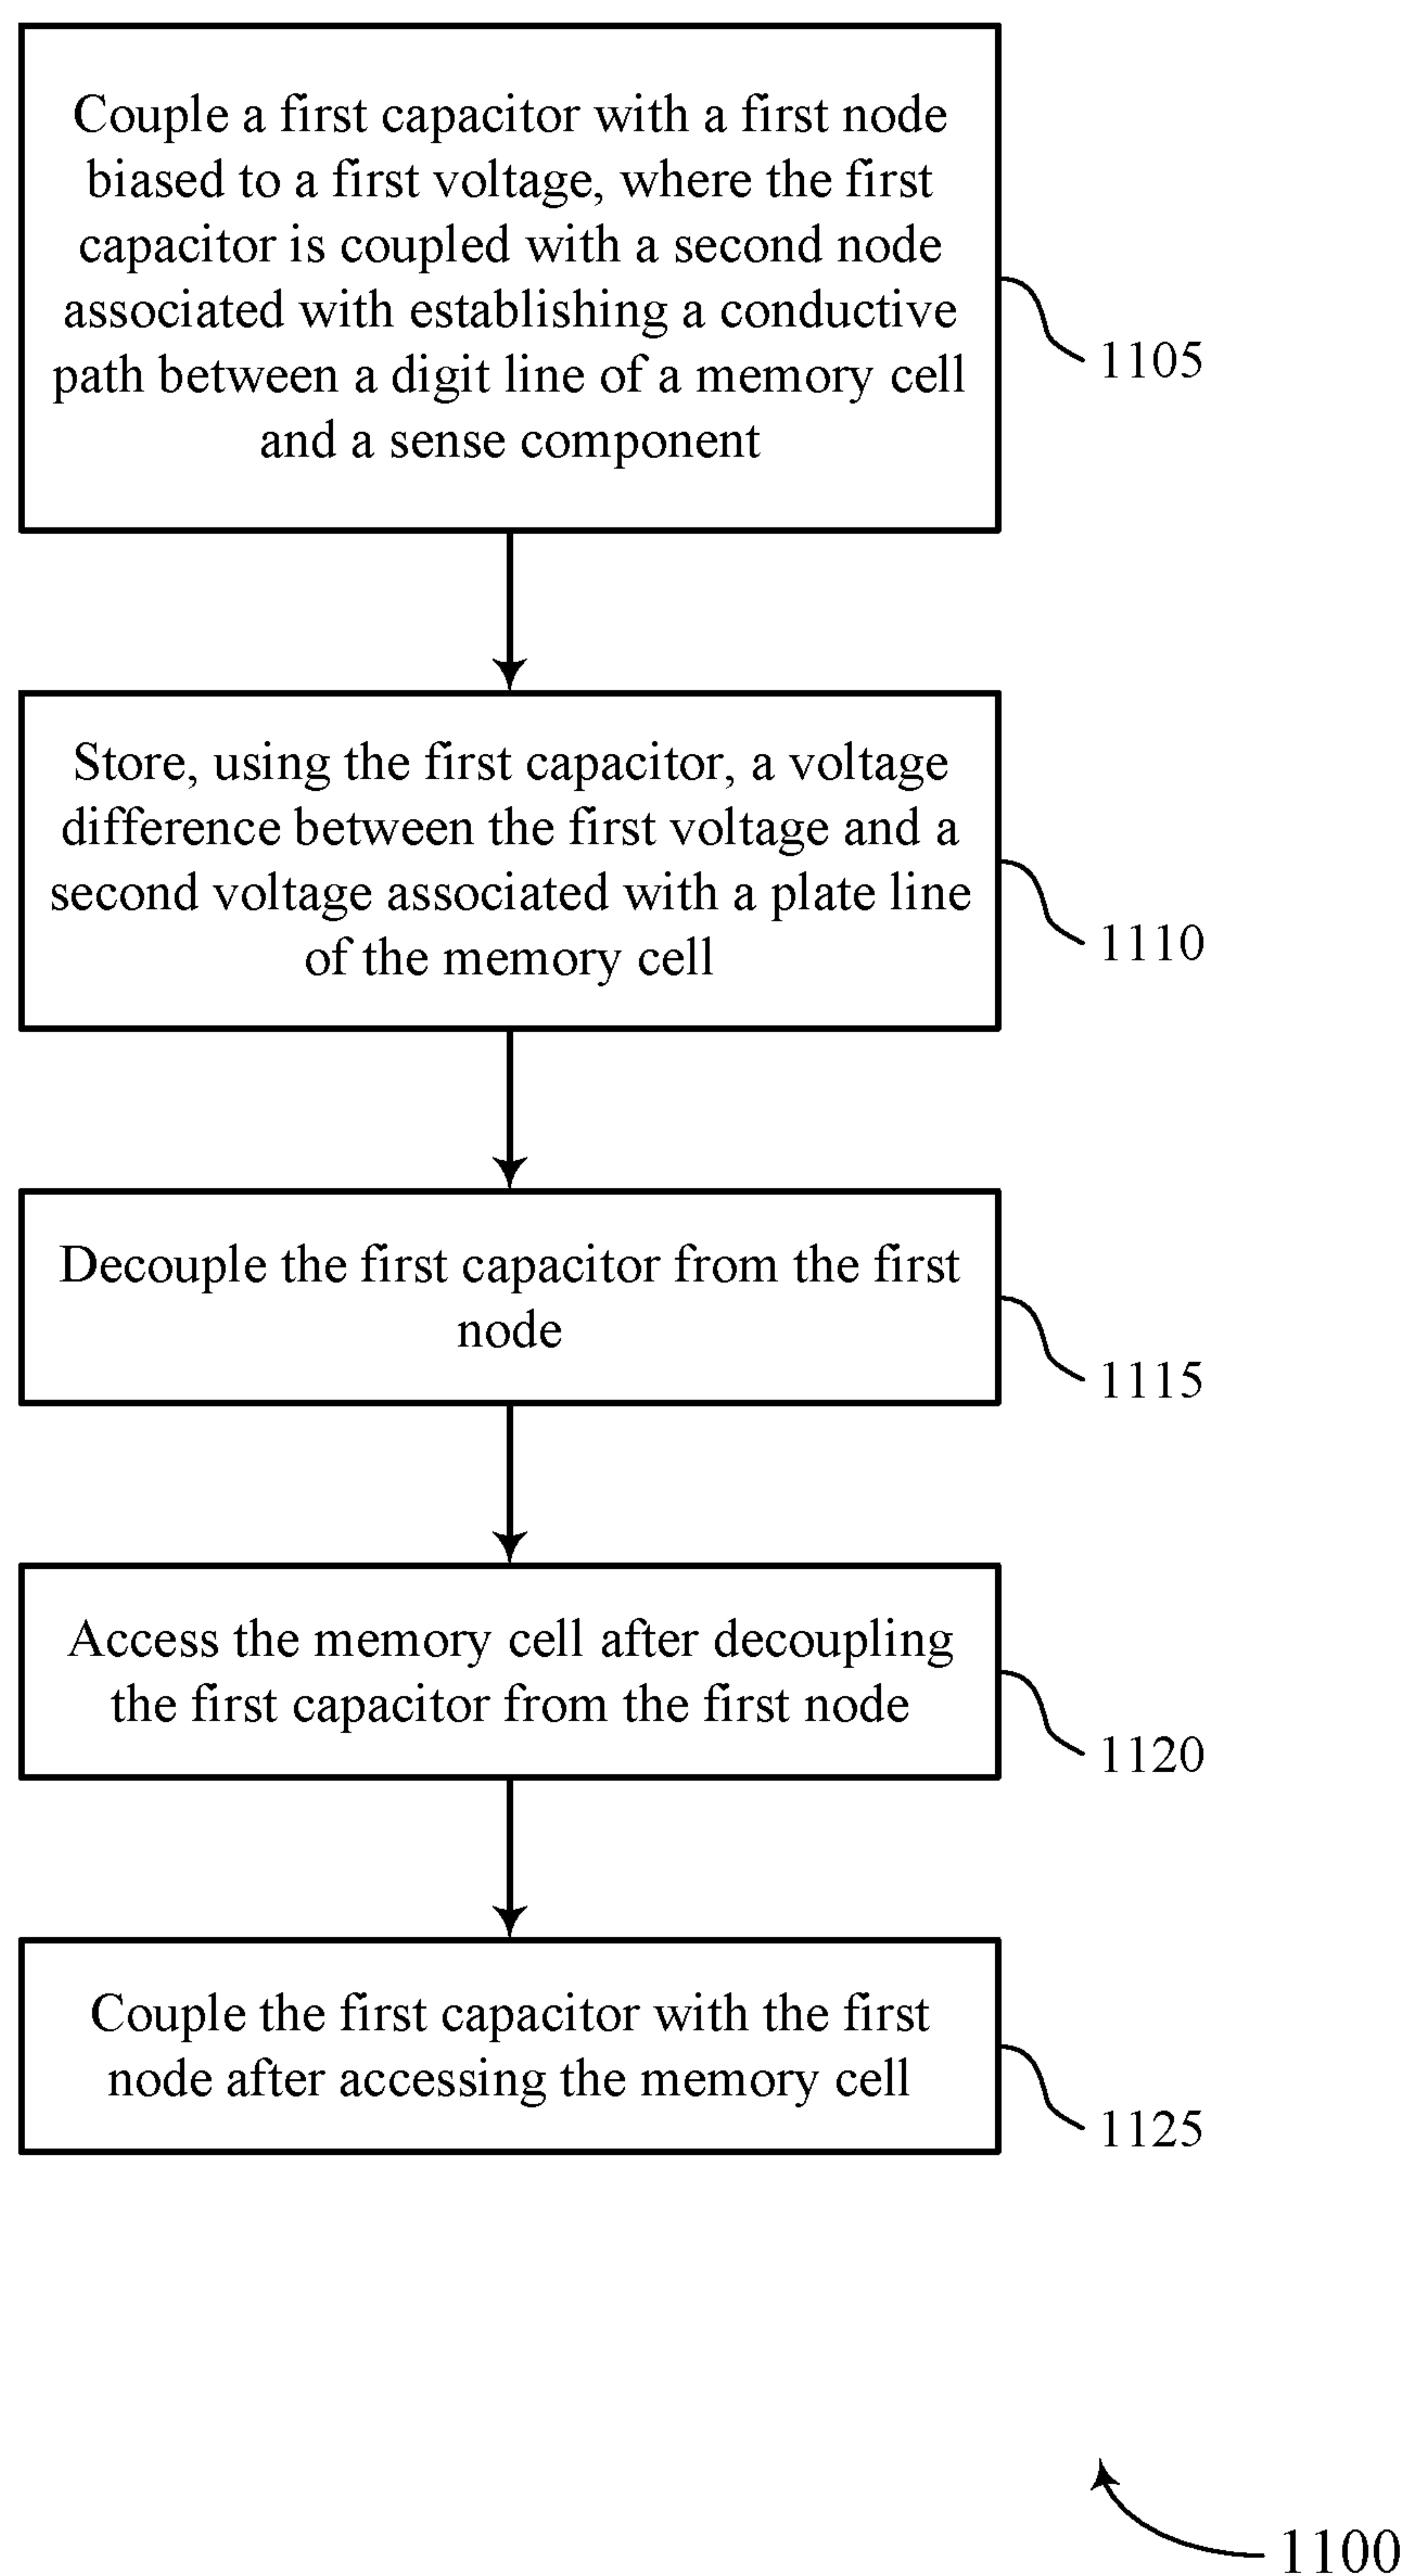 Couple a first capacitor with a first node
biased to a first voltage, where the first
capacitor is coupled with a second node
associated with establishing a conductive
path between a digit line of a memory cell
and a sense component
1105
Store, using the first capacitor, a voltage
difference between the first voltage and a
second voltage associated with a plate line
of the memory cell
1110
Decouple the first capacitor from the first
node
1115
Access the memory cell after decoupling
the first capacitor from the first node
1120
Couple the first capacitor with the first
node after accessing the memory cell
1125
1100